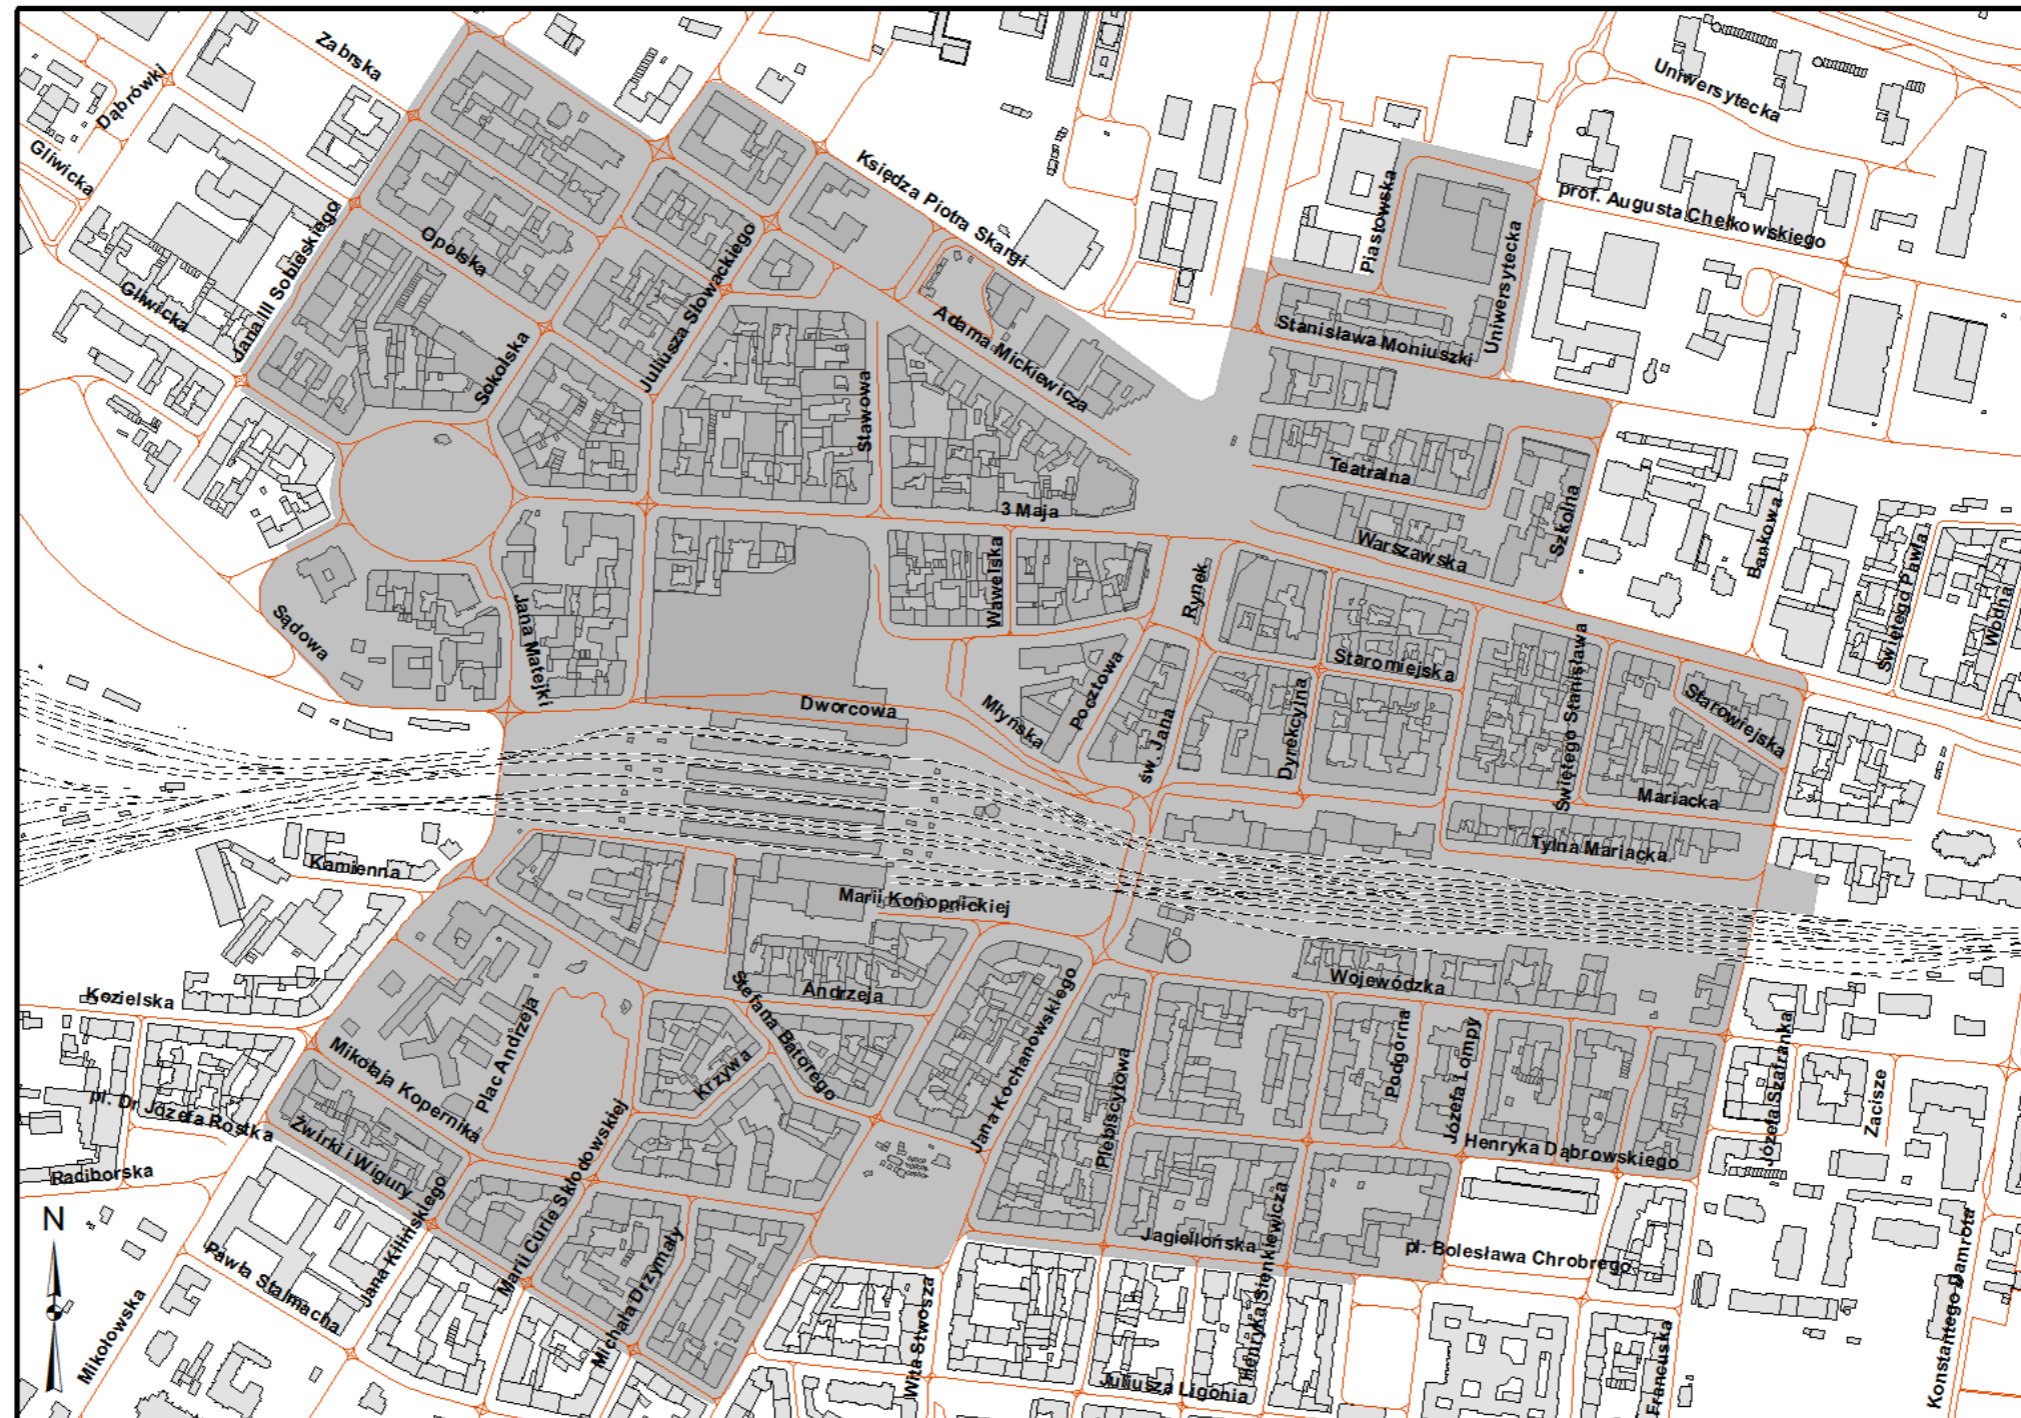 Zabrska
Dąbrówki
Gliwicka
Uniwersytecka
Księdza Piotra Skargi
Piastowska
prof. Augusta Chełkowskiego
Jana III Sobieskiego
Opolska
Juliusza Słowackiego
Uniwersytecka
Gliwicka
Stanisława Moniuszki
Adama Mickiewicza
Sokolska
Stawowa
Teatralna
3 Maja
Szkolna
Bankowa
Warszawska
Świętego Pawła
Wodna
Wawelska
Rynek
Sądowa
Jana Matejki
Staromiejska
Świętego Stanisława
Starowiejska
Pocztowa
Młyńska
św. Jana
Dyrekcyjna
Dworcowa
Mariacka
Tylna Mariacka
Kamienna
Marii Konopnickiej
Kozielska
Stefana Batorego
Andrzeja
Wojewódzka
Jana Kochanowskiego
Plac Andrzeja
Mikołaja Kopernika
Krzywa
Podgórna
Józefa Lompy
Józefa Szafranka
Zacisze
Plebiscytowa
pl. Dr Józefa Rostka
Żwirki i Wigury
Henryka Dąbrowskiego
Raciborska
Marii Curie Skłodowskiej
Jana Kilińskiego
Henryka Sienkiewicza
Jagiellońska
pl. Bolesława Chrobrego
N
Pawła Stalmacha
Michała Drzymały
Mikołowska
Wita Stwosza
Juliusza Ligonia
Francuska
Konstantego Damrota